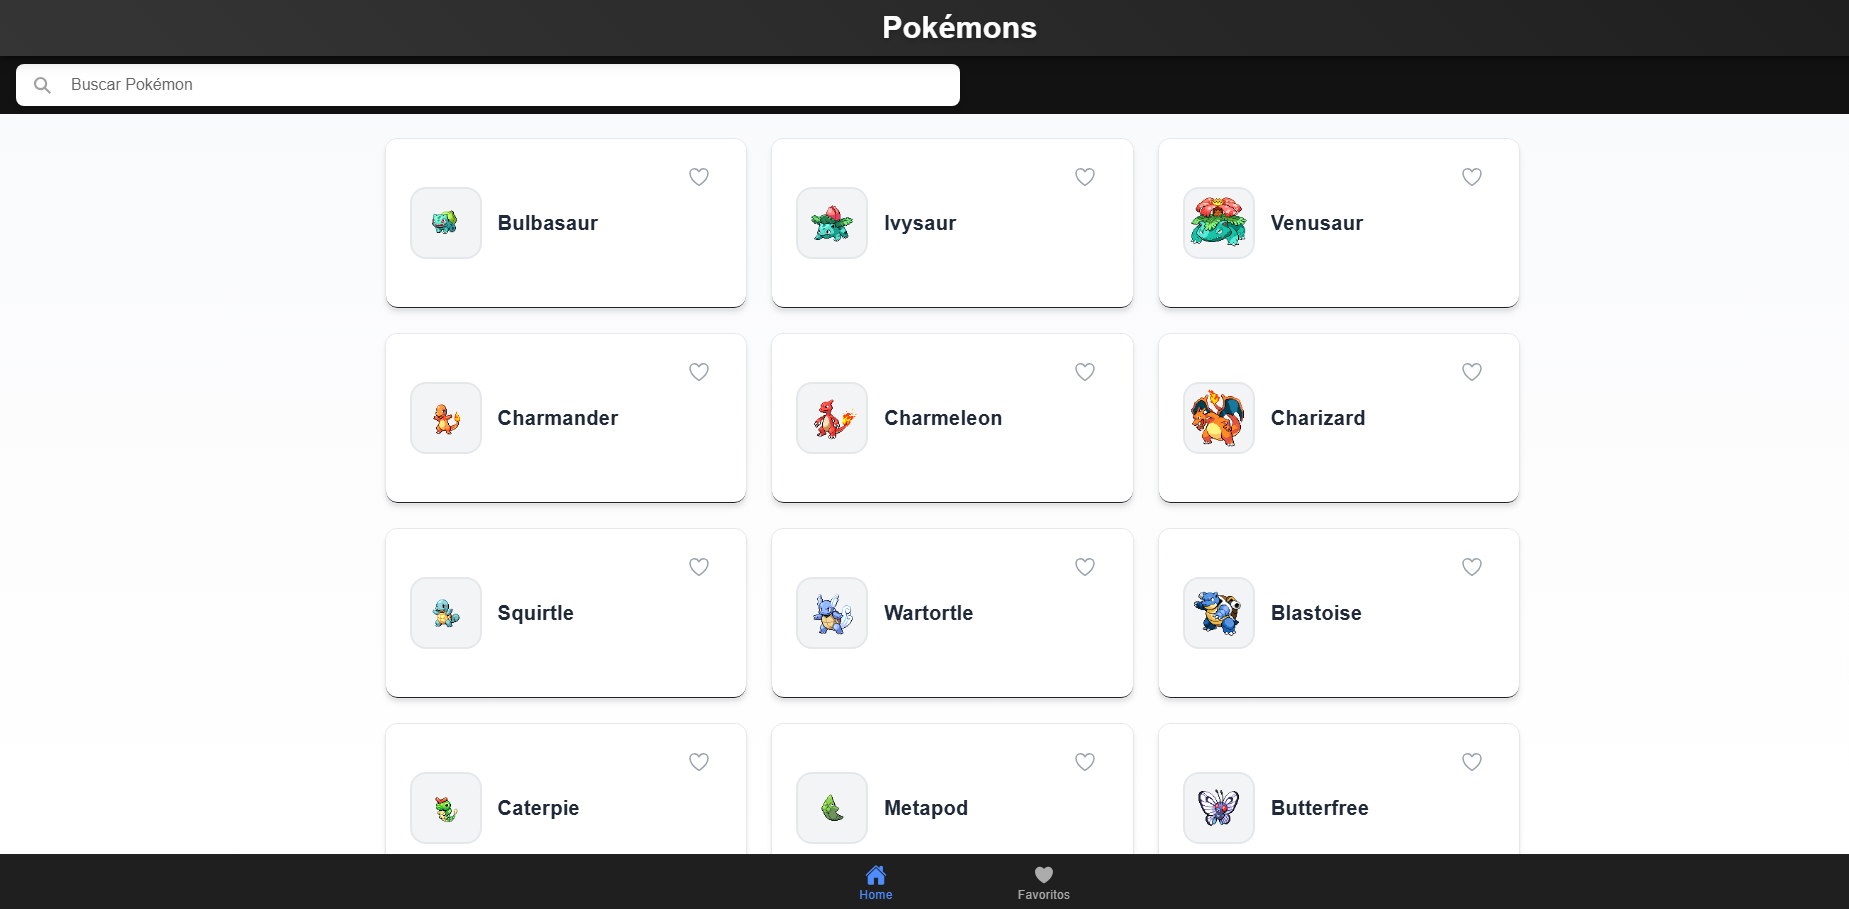 Pokémons
Buscar Pokémon
Bulbasaur
Ivysaur
Venusaur
Charmander
Charmeleon
Charizard
Squirtle
Wartortle
Blastoise
Caterpie
Metapod
Butterfree
Home
Favoritos